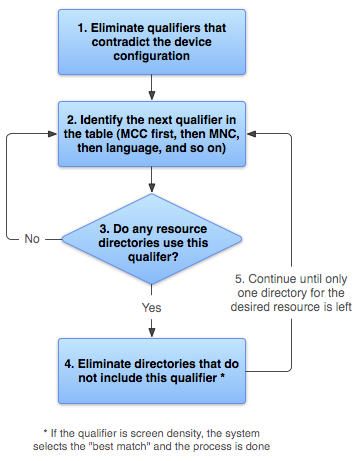 1. Eliminate qualifiers that
contradict the device
configuration
2. Identify the next qualifier in
the table (MCC first, then MNC,
then language, and so on)
3. Do any resource
directories use this
qualifer?
No
Yes
5. Continue until only
one directory for the
desired resource is left
4. Eliminate directories that do
not include this qualifier *
* If the qualifier is screen density, the system
selects the "best match" and the process is done